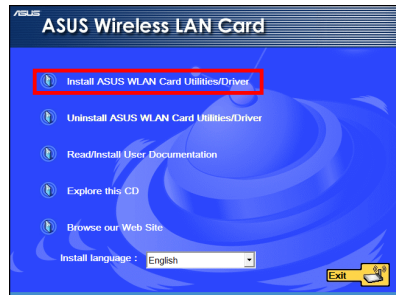 ASUS
ASUS Wireless LAN Card
Install ASUS WLAN Card Utilities/Driver
Uninstall ASUS WLAN Card Utilities/Driver
Read/Install User Documentation
Explore this CD
Browse our Web Site
Install language : English
Exit